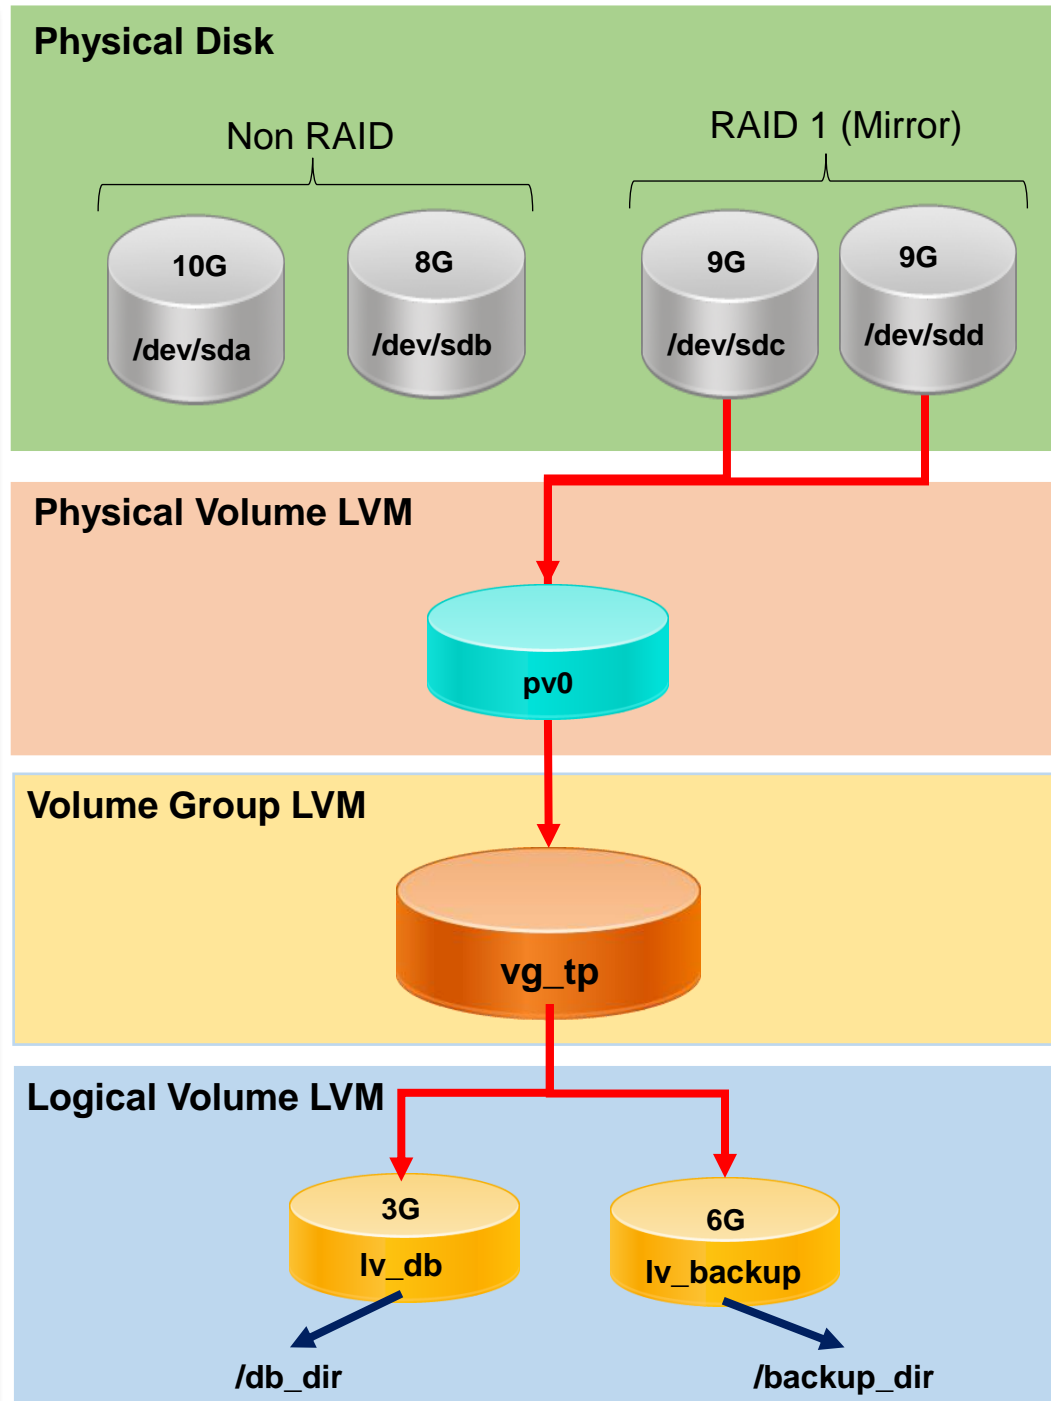 Physical Disk
Non RAID
RAID 1 (Mirror)
10G
/dev/sda
8G
/dev/sdb
9G
/dev/sdc
9G
/dev/sdd
Physical Volume LVM
pv0
Volume Group LVM
vg_tp
Logical Volume LVM
3G
lv_db
6G
lv_backup
/db_dir
/backup_dir